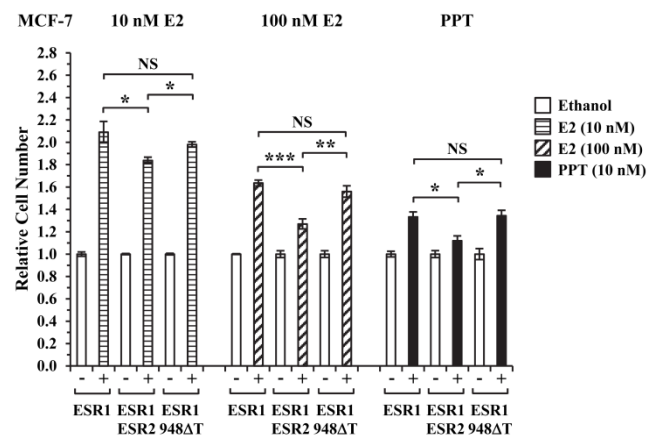 MCF-7 10 nM E2 100 nM E2 PPT
Relative Cell Number
2.8
2.6
2.4
2.2
2.0
1.8
1.6
1.4
1.2
1.0
0.8
0.6
0.4
0.2
0.0
NS
* *
NS
*** **
NS
* *
Ethanol
E2 (10 nM)
E2 (100 nM)
PPT (10 nM)
- + - + - + - + - + - + - + - + - +
ESR1 ESR1 ESR1 ESR1 ESR1 ESR1 ESR1 ESR1 ESR1
ESR2 948ΔT ESR2 948ΔT ESR2 948ΔT